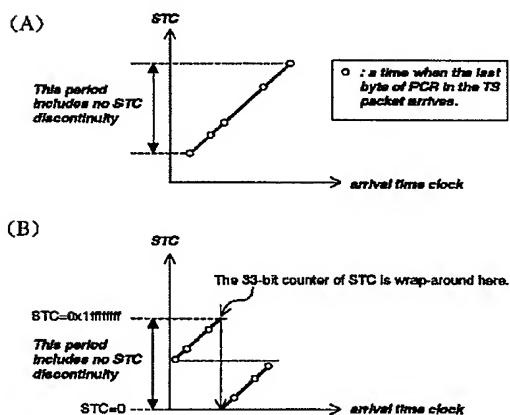 (A)
STC
This period
includes no STC
discontinuity
: a time when the last
byte of PCR in the TS
packet arrives.
arrival time clock
(B)
STC
The 33-bit counter of STC is wrap-around here.
STC=0x1ffffffff
This period
includes no STC
discontinuity
STC=0
arrival time clock